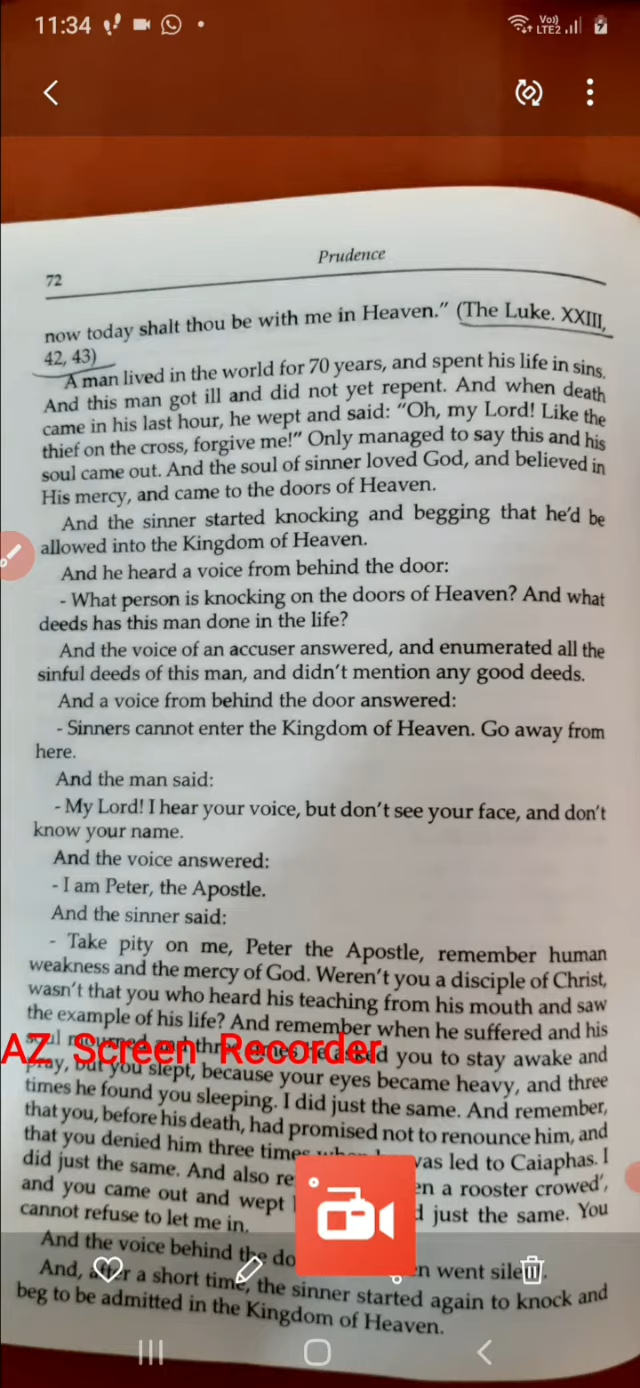 11:34
Vo))
LTE2
Prudence
72
now today shalt thou be with me in Heaven." (The Luke. XXIII,
42, 43)
A man lived in the world for 70 years, and spent his life in sins.
And this man got ill and did not yet repent. And when death
came in his last hour, he wept and said: "Oh, my Lord! Like the
thief on the cross, forgive me!" Only managed to say this and his
soul came out. And the soul of sinner loved God, and believed in
His mercy, and came to the doors of Heaven.
And the sinner started knocking and begging that he'd be
allowed into the Kingdom of Heaven.
And he heard a voice from behind the door:
- What person is knocking on the doors of Heaven? And what
deeds has this man done in the life?
And the voice of an accuser answered, and enumerated all the
sinful deeds of this man, and didn't mention any good deeds.
And a voice from behind the door answered:
- Sinners cannot enter the Kingdom of Heaven. Go away from
here.
And the man said:
- My Lord! I hear your voice, but don't see your face, and don't
know your name.
And the voice answered:
- I am Peter, the Apostle.
And the sinner said:
- Take pity on me, Peter the Apostle, remember human
weakness and the mercy of God. Weren't you a disciple of Christ,
wasn't that you who heard his teaching from his mouth and saw
the example of his life? And remember when he suffered and his
AZ Screen Recorder
soul mourned and three times he asked you to stay awake and
pray, but you slept, because your eyes became heavy, and three
times he found you sleeping. I did just the same. And remember,
that you, before his death, had promised not to renounce him, and
that you denied him three times was led to Caiaphas. I
did just the same. And also a rooster crowed,
and you came out and wept just the same. You
cannot refuse to let me in.
And the voice behind the went silent.
And, after a short time, the sinner started again to knock and
beg to be admitted in the Kingdom of Heaven.